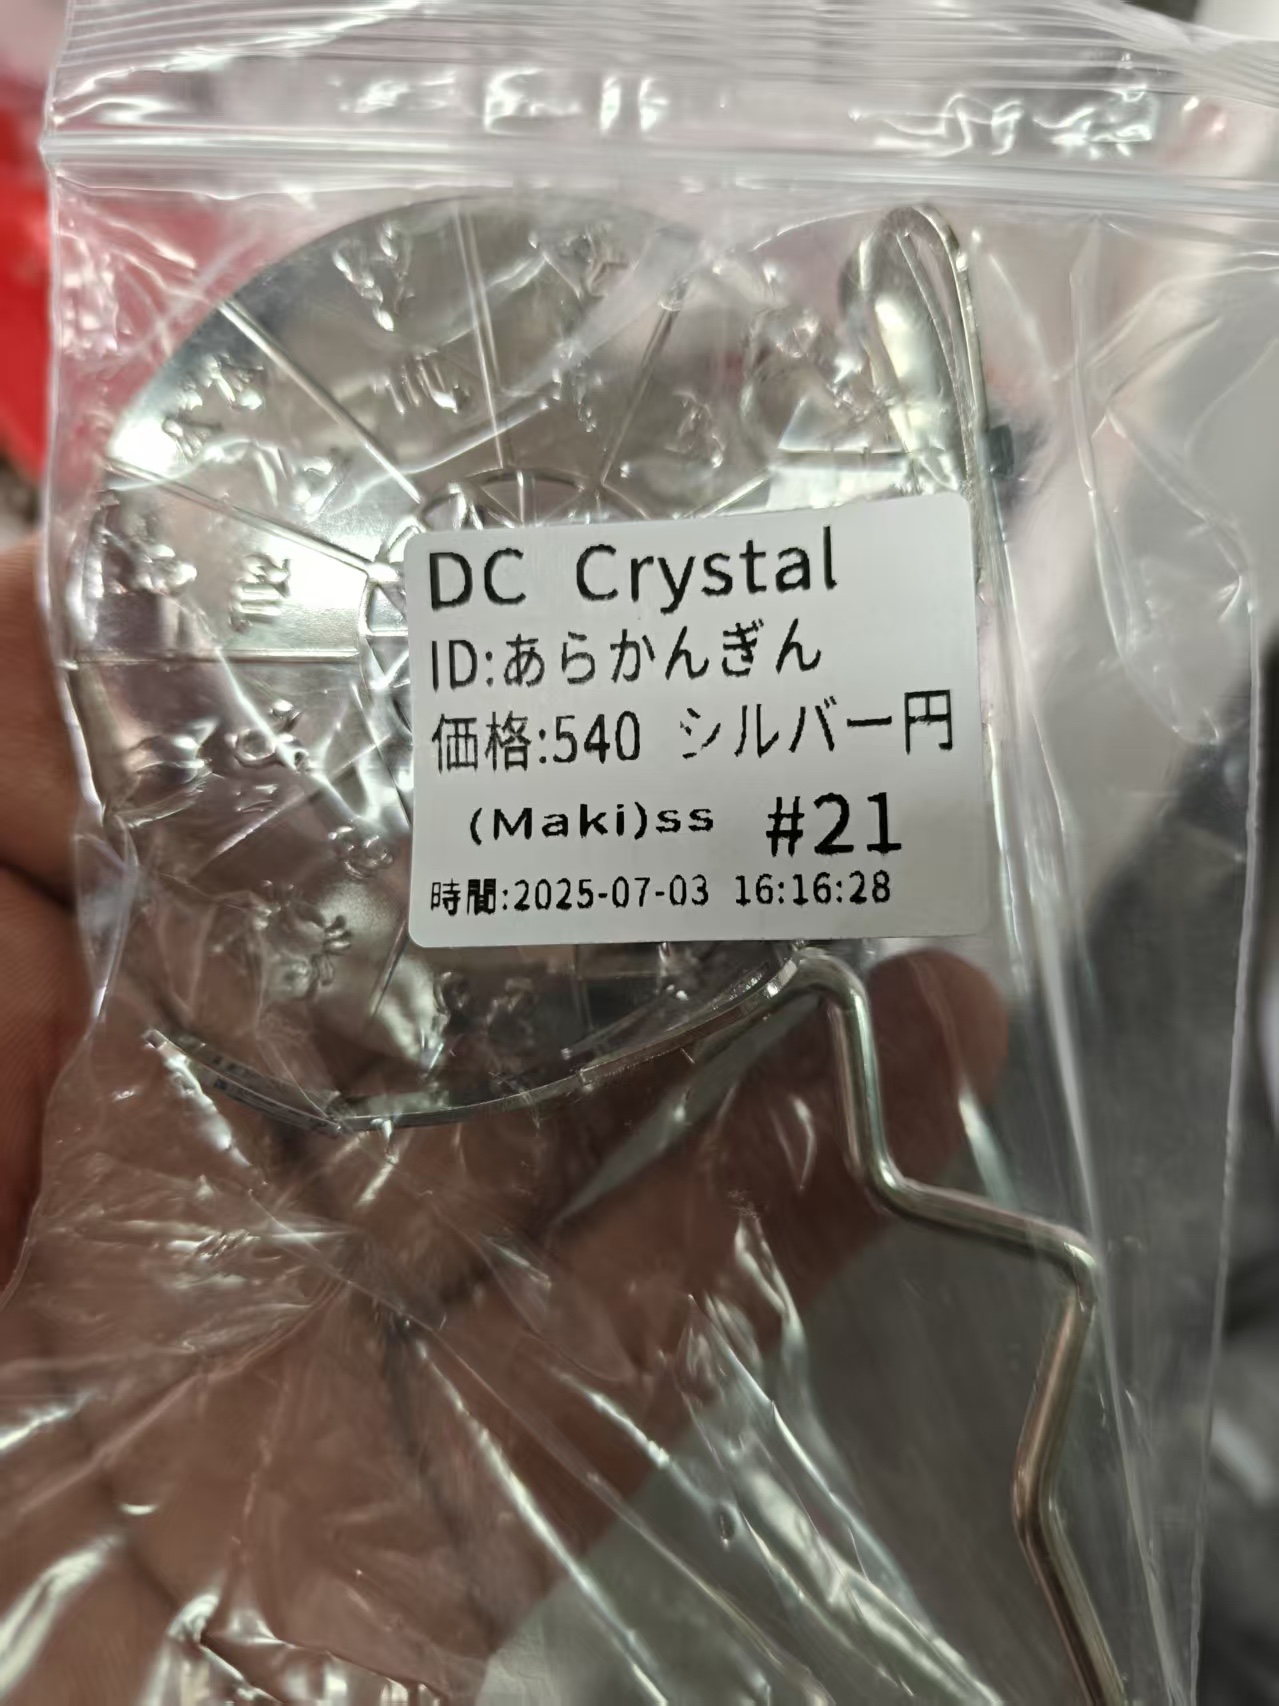 DC Crystal
ID:あらかんぎん
価格:540 シルバー円
(Maki)ss #21
時間:2025-07-03 16:16:28